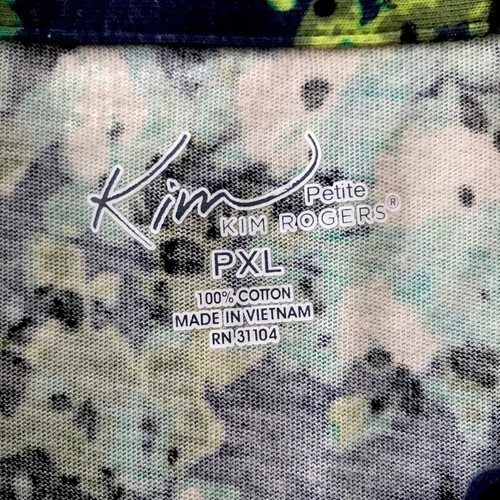 Kim Petite
KIM ROGERS®
PXL
100% COTTON
MADE IN VIETNAM
RN 31104